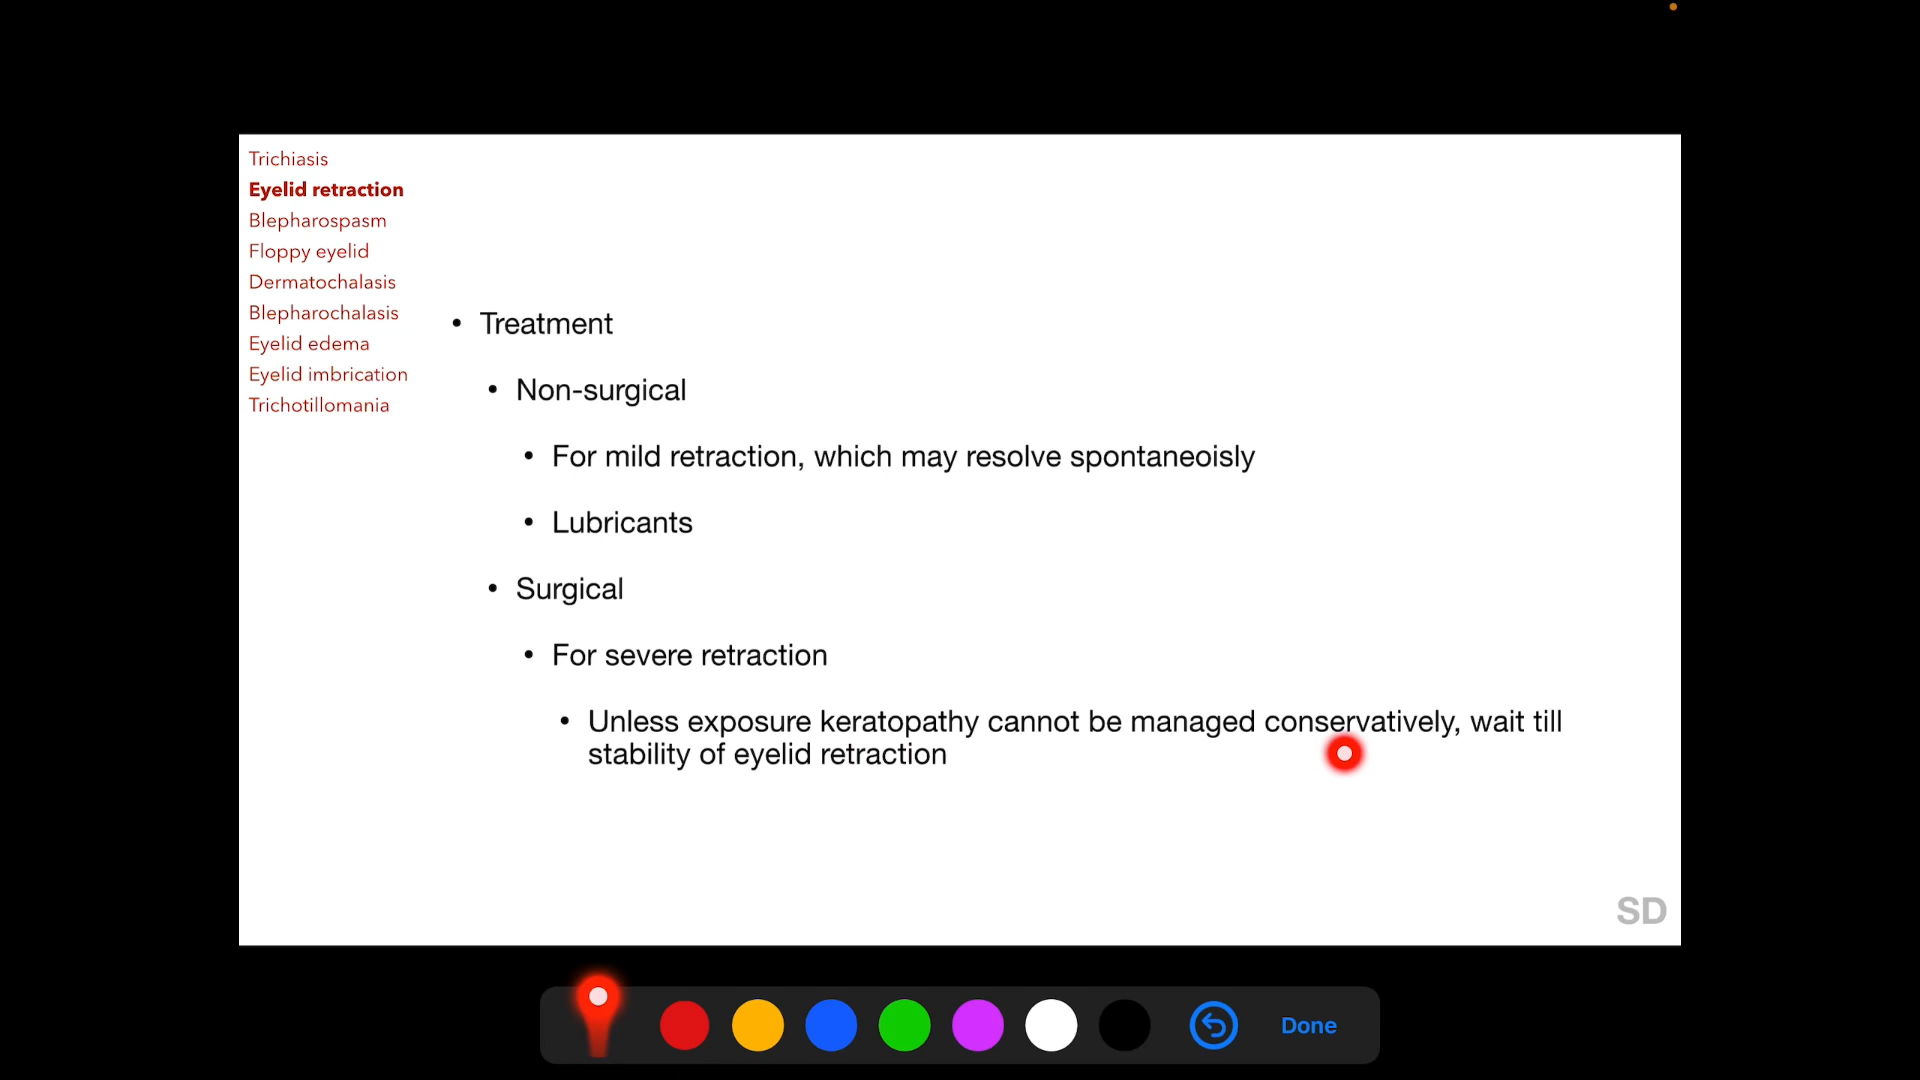 Trichiasis
Eyelid retraction
Blepharospasm
Floppy eyelid
Dermatochalasis
Blepharochalasis
Eyelid edema
Eyelid imbrication
Trichotillomania
• Treatment
• Non-surgical
• For mild retraction, which may resolve spontaneoisly
• Lubricants
• Surgical
• For severe retraction
• Unless exposure keratopathy cannot be managed conservatively, wait till
stability of eyelid retraction
SD
Done